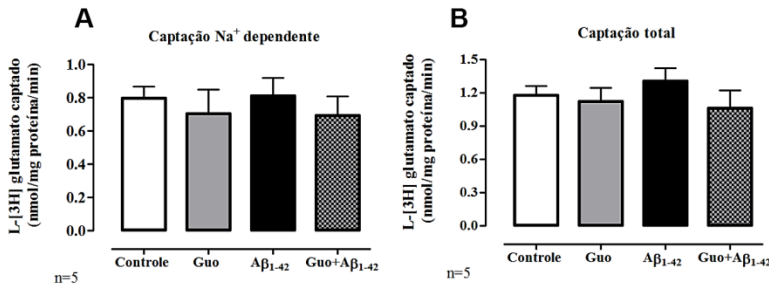 A
Captação Na⁺ dependente
L-[3H] glutamato captado
(nmol/mg proteína/min)
1.0
0.8
0.6
0.4
0.2
0.0
Controle Guo Aβ₁₋₄₂ Guo+Aβ₁₋₄₂
n=5
B
Captação total
L-[3H] glutamato captado
(nmol/mg proteína/min)
1.5
1.2
0.9
0.6
0.3
0.0
Controle Guo Aβ₁₋₄₂ Guo+Aβ₁₋₄₂
n=5